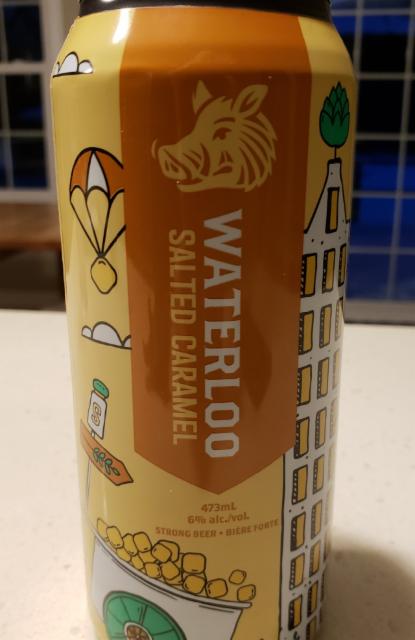 WATERLOO
SALTED CARAMEL
S
473mL
6% alc./vol.
STRONG BEER • BIÈRE FORTE